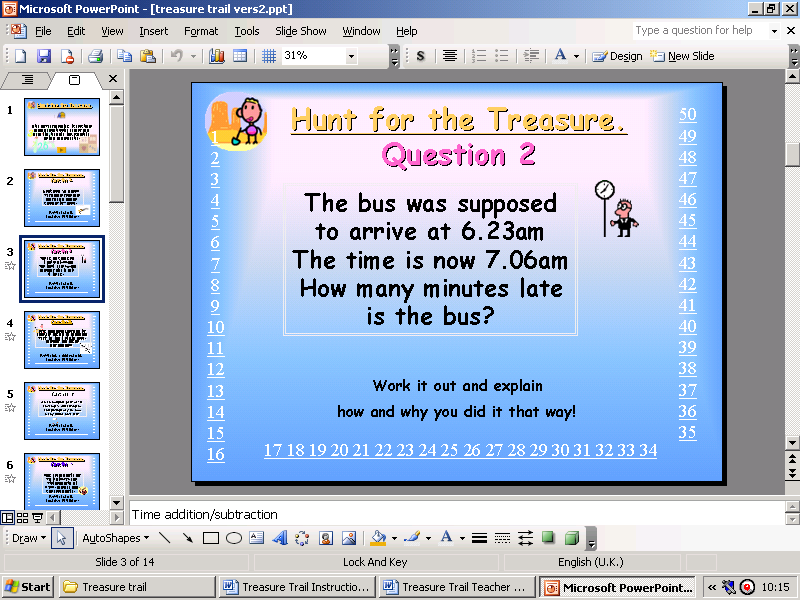 Microsoft PowerPoint - [treasure trail vers2.ppt]
File Edit View Insert Format Tools Slide Show Window Help
Type a question for help
31%
S
A
Design
New Slide
1
2
3
4
5
6
Hunt for the Treasure.
Question 2
The bus was supposed
to arrive at 6.23am
The time is now 7.06am
How many minutes late
is the bus?
Work it out and explain
how and why you did it that way!
1
2
3
4
5
6
7
8
9
10
11
12
13
14
15
16
17 18 19 20 21 22 23 24 25 26 27 28 29 30 31 32 33 34
50
49
48
47
46
45
44
43
42
41
40
39
38
37
36
35
Time addition/subtraction
Draw AutoShapes
A
Slide 3 of 14
Lock And Key
English (U.K.)
Start
Treasure trail
Treasure Trail Instructio...
Treasure Trail Teacher ...
Microsoft PowerPoint...
10:15